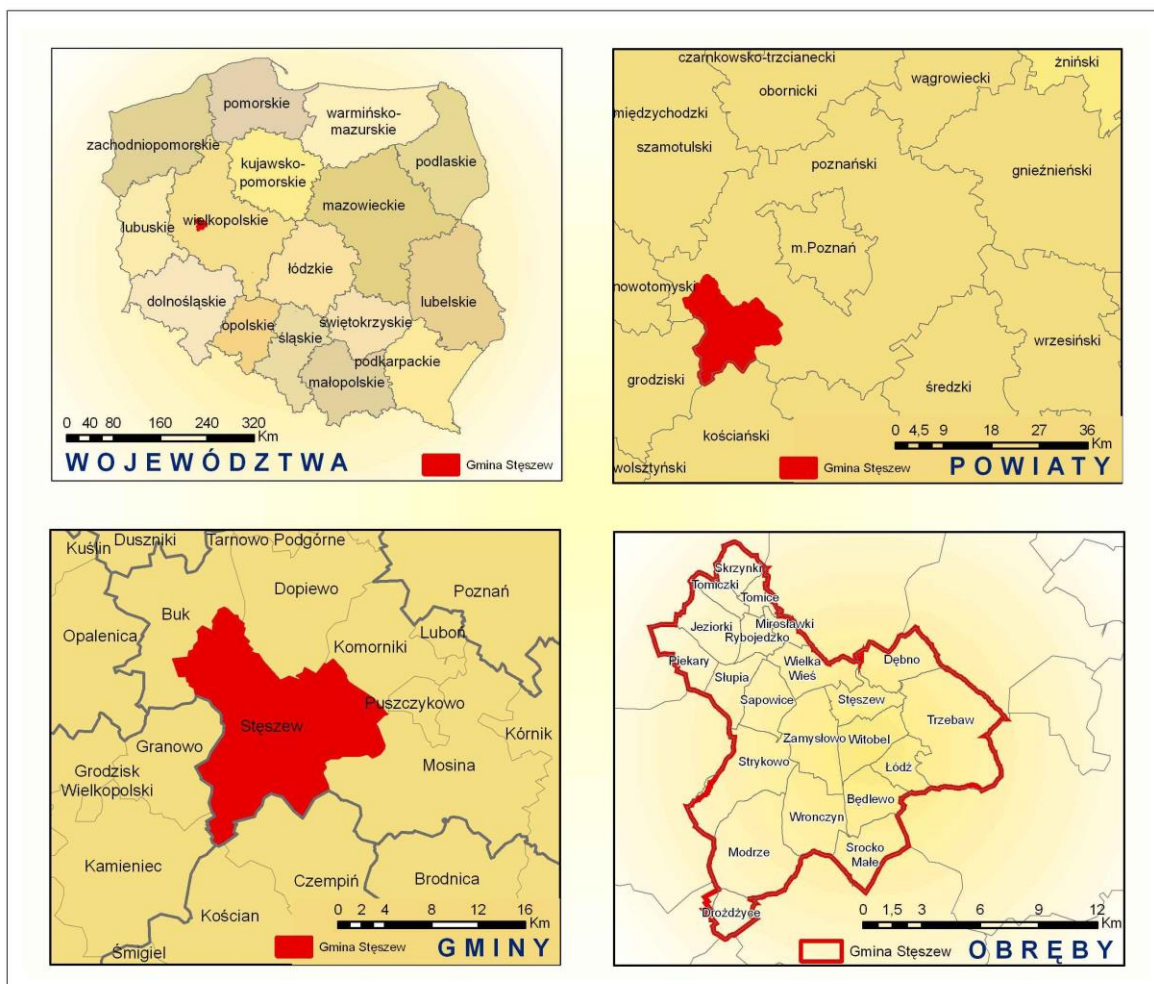 pomorskie
warmińsko-
mazurskie
zachodniopomorskie
kujawsko-
pomorskie
podlaskie
mazowieckie
wielkopolskie
lubuskie
łódzkie
dolnośląskie
lubelskie
opolskie
śląskie
świętokrzyskie
podkarpackie
małopolskie
0 40 80 160 240 320
Km
WOJEWÓDZTWA
Gmina Stęszew
czarnkowsko-trzcianecki
żniński
obornicki
wągrowiecki
międzychodzki
szamotulski
poznański
gnieźnieński
m.Poznań
nowotomyski
wrzesiński
grodziski
średzki
kościański
wolsztyński
0 4,5 9 18 27 36
Km
Gmina Stęszew
POWIATY
Kuślin
Duszniki
Tarnowo Podgórne
Dopiewo
Poznań
Buk
Opalenica
Luboń
Komorniki
Puszczykowo
Stęszew
Kórnik
Granowo
Mosina
Grodzisk
Wielkopolski
Kamieniec
Czempiń
Brodnica
Kościan
Śmigiel
0 2 4 8 12 16
Km
Gmina Stęszew
GMINY
Skrzynki
Tomiczki
Tomice
Mirosławki
Jeziorki
Rybojedzko
Piekary
Wielka
Wieś
Dębno
Słupia
Sapowice
Stęszew
Trzebaw
Zamysłowo
Witobel
Strykowo
Łódź
Będlewo
Wronczyn
Modrze
Srocko
Małe
Drożdżyce
0 1,5 3 6 9 12
Km
Gmina Stęszew
OBRĘBY